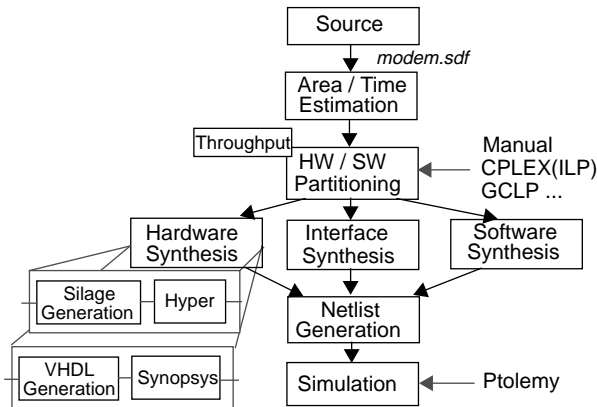 Source
modem.sdf
Area / Time
Estimation
Throughput
HW / SW
Partitioning
Manual
CPLEX(ILP)
GCLP ...
Hardware
Synthesis
Interface
Synthesis
Software
Synthesis
Silage
Generation
Hyper
Netlist
Generation
VHDL
Generation
Synopsys
Simulation
Ptolemy